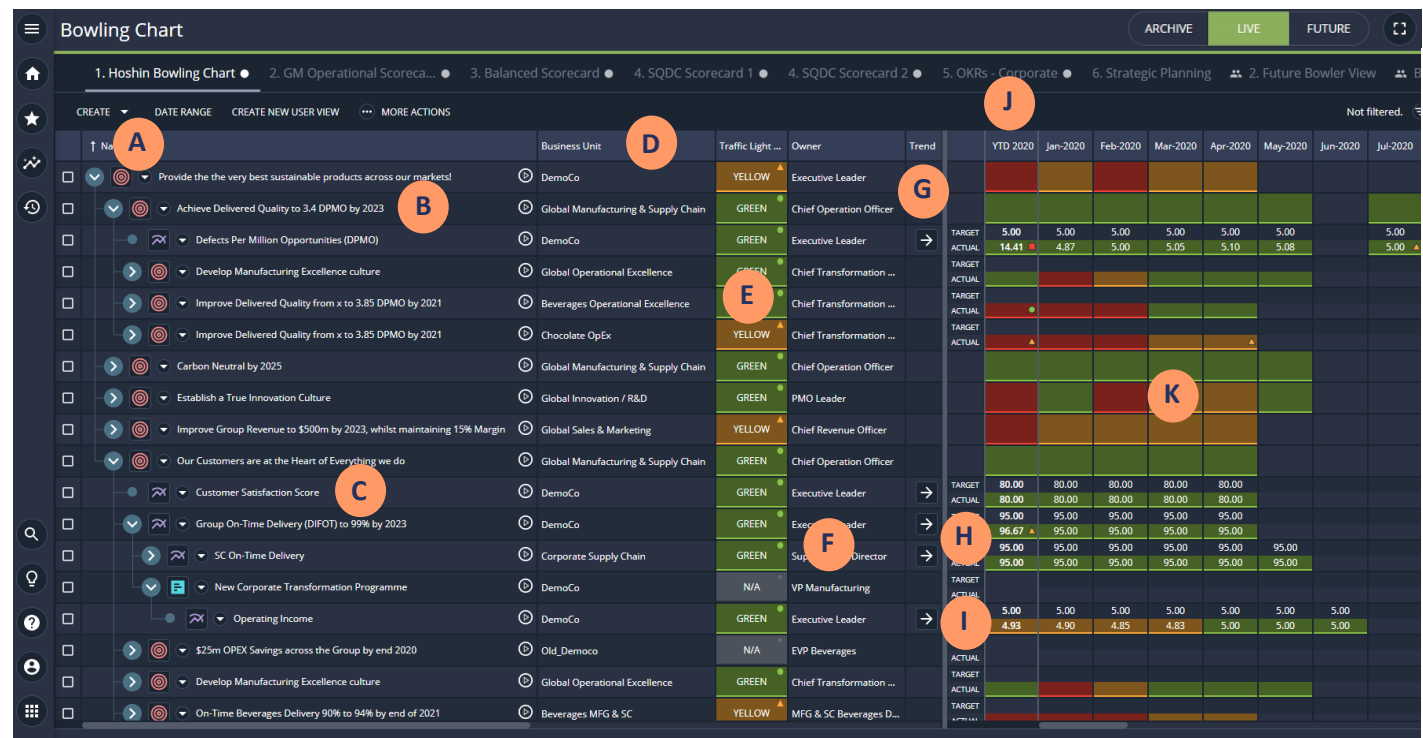 Bowling Chart
ARCHIVE LIVE FUTURE
1. Hoshin Bowling Chart 2. GM Operational Scoreca... 3. Balanced Scorecard 4. SQDC Scorecard 1 4. SQDC Scorecard 2 5. OKRs - Corporate 6. Strategic Planning 2. Future Bowler View B
CREATE DATE RANGE CREATE NEW USER VIEW MORE ACTIONS J Not filtered.
↑ Na A Business Unit D Traffic Light ... Owner Trend YTD 2020 Jan-2020 Feb-2020 Mar-2020 Apr-2020 May-2020 Jun-2020 Jul-2020
Provide the the very best sustainable products across our markets! DemoCo YELLOW Executive Leader
Achieve Delivered Quality to 3.4 DPMO by 2023 B Global Manufacturing & Supply Chain GREEN Chief Operation Officer G
Defects Per Million Opportunities (DPMO) DemoCo GREEN Executive Leader → TARGET 5.00 5.00 5.00 5.00 5.00 5.00 5.00
ACTUAL 14.41 4.87 5.00 5.05 5.10 5.08 5.00
Develop Manufacturing Excellence culture Global Operational Excellence GREEN Chief Transformation ... TARGET
ACTUAL
Improve Delivered Quality from x to 3.85 DPMO by 2021 Beverages Operational Excellence E Chief Transformation ... TARGET
ACTUAL
Improve Delivered Quality from x to 3.85 DPMO by 2021 Chocolate OpEx YELLOW Chief Transformation ... TARGET
ACTUAL
Carbon Neutral by 2025 Global Manufacturing & Supply Chain GREEN Chief Operation Officer
Establish a True Innovation Culture Global Innovation / R&D GREEN PMO Leader K
Improve Group Revenue to $500m by 2023, whilst maintaining 15% Margin Global Sales & Marketing YELLOW Chief Revenue Officer
Our Customers are at the Heart of Everything we do Global Manufacturing & Supply Chain GREEN Chief Operation Officer
Customer Satisfaction Score C DemoCo GREEN Executive Leader → TARGET 80.00 80.00 80.00 80.00 80.00
ACTUAL 80.00 80.00 80.00 80.00 80.00
Group On-Time Delivery (DIFOT) to 99% by 2023 DemoCo GREEN Executive Leader → 95.00 95.00 95.00 95.00 95.00
H 96.67 95.00 95.00 95.00 95.00
SC On-Time Delivery Corporate Supply Chain GREEN F Director → 95.00 95.00 95.00 95.00 95.00 95.00
ACTUAL 95.00 95.00 95.00 95.00 95.00 95.00
New Corporate Transformation Programme DemoCo N/A VP Manufacturing TARGET
ACTUAL
Operating Income DemoCo GREEN Executive Leader → I 5.00 5.00 5.00 5.00 5.00 5.00 5.00
4.93 4.90 4.85 4.83 5.00 5.00 5.00
$25m OPEX Savings across the Group by end 2020 Old_Democo N/A EVP Beverages
ACTUAL
Develop Manufacturing Excellence culture Global Operational Excellence GREEN Chief Transformation ... TARGET
ACTUAL
On-Time Beverages Delivery 90% to 94% by end of 2021 Beverages MFG & SC YELLOW MFG & SC Beverages D... TARGET
ACTUAL